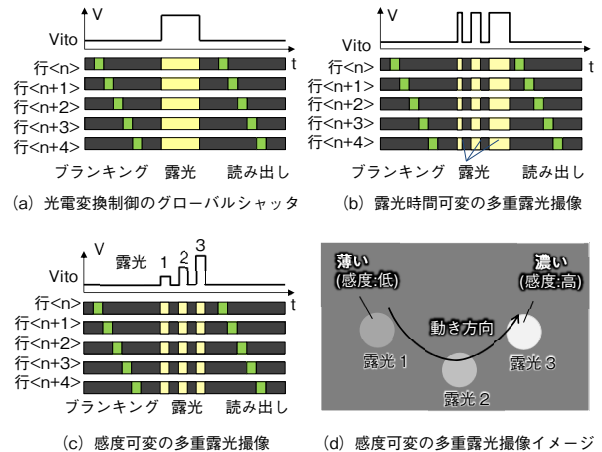 V
Vito
t
行<n>
行<n+1>
行<n+2>
行<n+3>
行<n+4>
ブランキング 露光 読み出し
(a) 光電変換制御のグローバルシャッタ
V
Vito
t
行<n>
行<n+1>
行<n+2>
行<n+3>
行<n+4>
ブランキング 露光 読み出し
(b) 露光時間可変の多重露光撮像
V
露光 1 2 3
Vito
t
行<n>
行<n+1>
行<n+2>
行<n+3>
行<n+4>
ブランキング 露光 読み出し
(c) 感度可変の多重露光撮像
薄い
(感度:低)
濃い
(感度:高)
動き方向
露光 1
露光 2
露光 3
(d) 感度可変の多重露光撮像イメージ